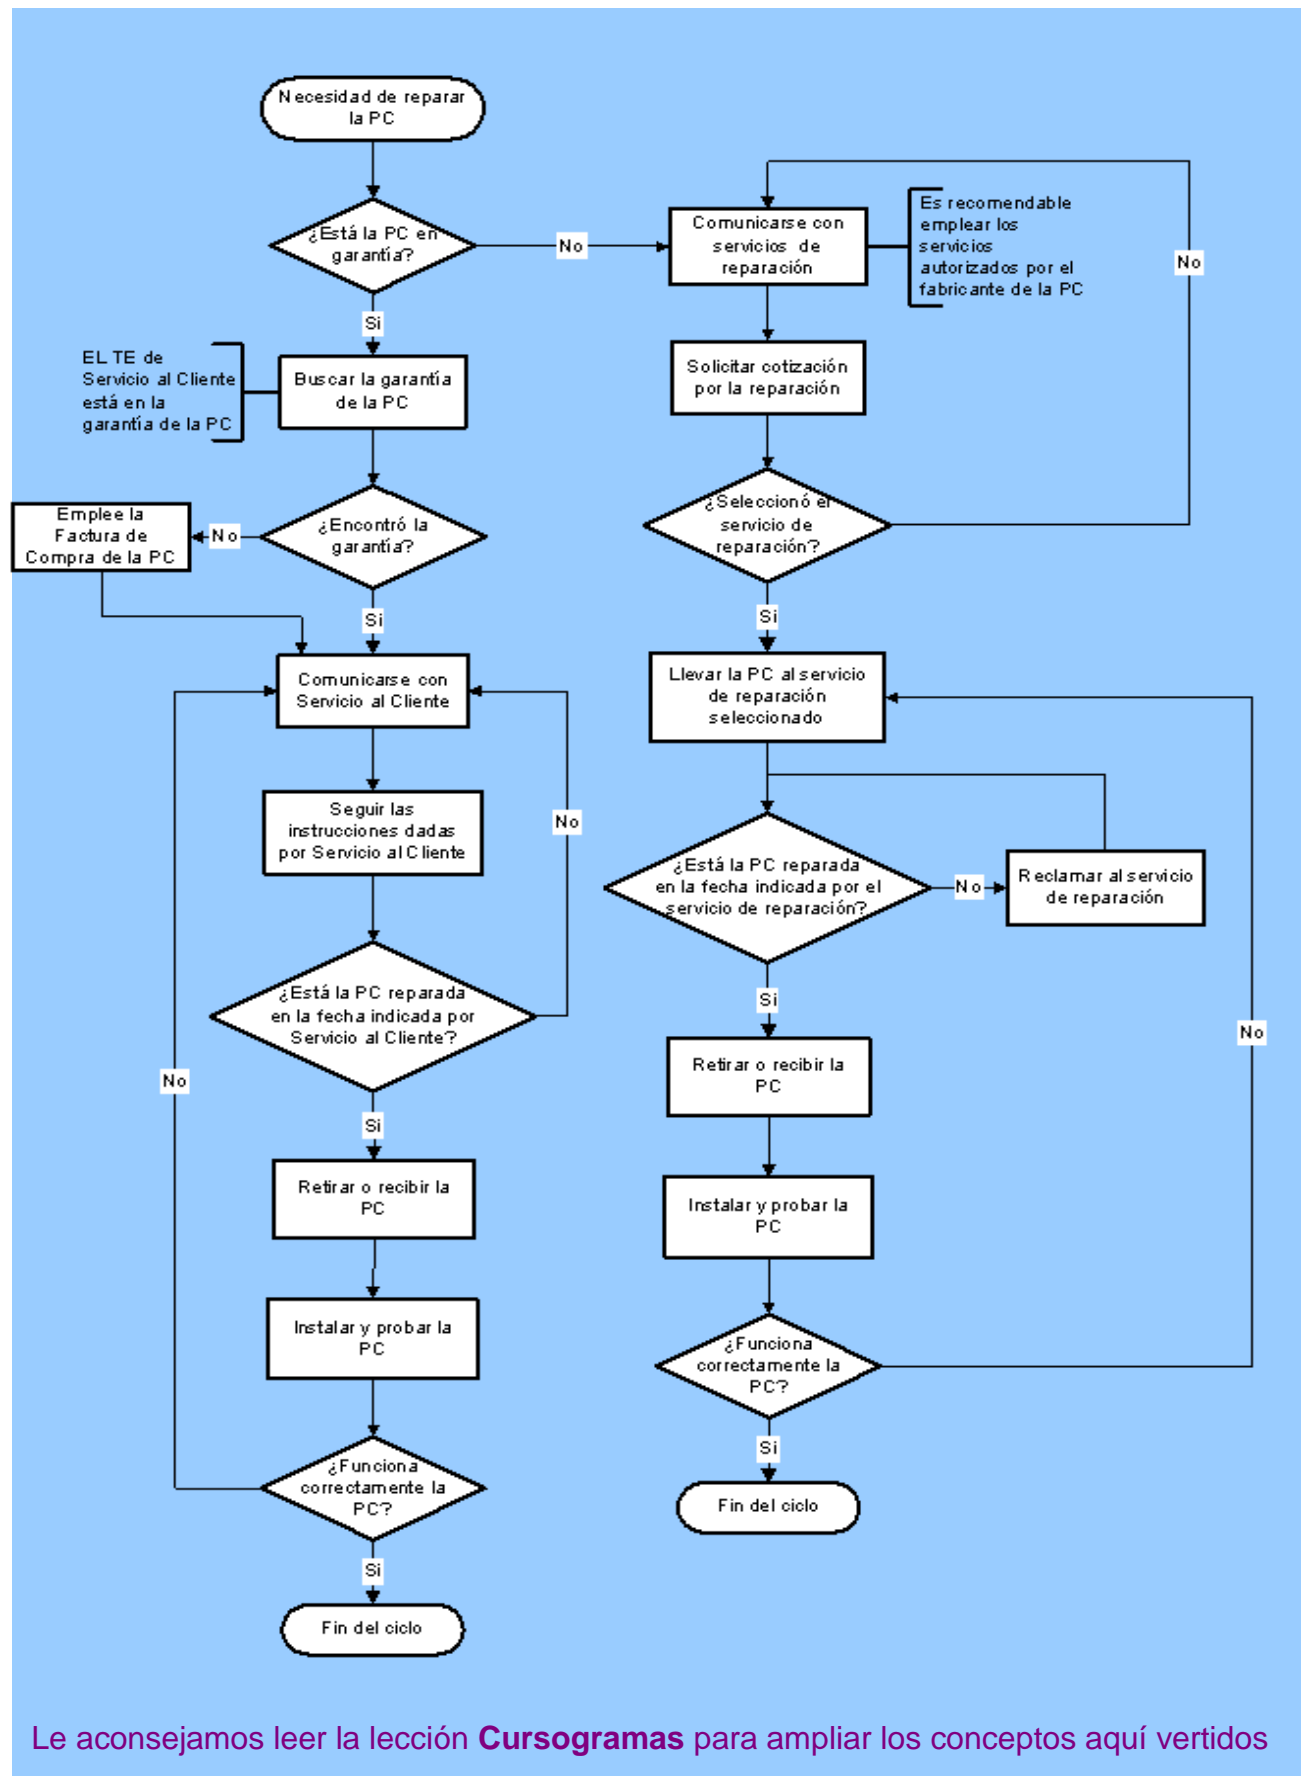 Necesidad de reparar
la PC
¿Está la PC en
garantía?
No
Comunicarse con
servicios de
reparación
Es recomendable
emplear los
servicios
autorizados por el
fabricante de la PC
No
Si
EL TE de
Servicio al Cliente
está en la
garantía de la PC
Buscar la garantía
de la PC
Solicitar cotización
por la reparación
¿Encontró la
garantía?
No
Emplee la
Factura de
Compra de la PC
¿Seleccionó el
servicio de
reparación?
Si
Si
Comunicarse con
Servicio al Cliente
Llevar la PC al servicio
de reparación
seleccionado
Seguir las
instrucciones dadas
por Servicio al Cliente
No
¿Está la PC reparada
en la fecha indicada por el
servicio de reparación?
No
Reclamar al servicio
de reparación
¿Está la PC reparada
en la fecha indicada por
Servicio al Cliente?
Si
No
No
Retirar o recibir la
PC
Si
Retirar o recibir la
PC
Instalar y probar la
PC
Instalar y probar la
PC
¿Funciona
correctamente la
PC?
Si
¿Funciona
correctamente la
PC?
Fin del ciclo
Si
Fin del ciclo
Le aconsejamos leer la lección Cursogramas para ampliar los conceptos aquí vertidos